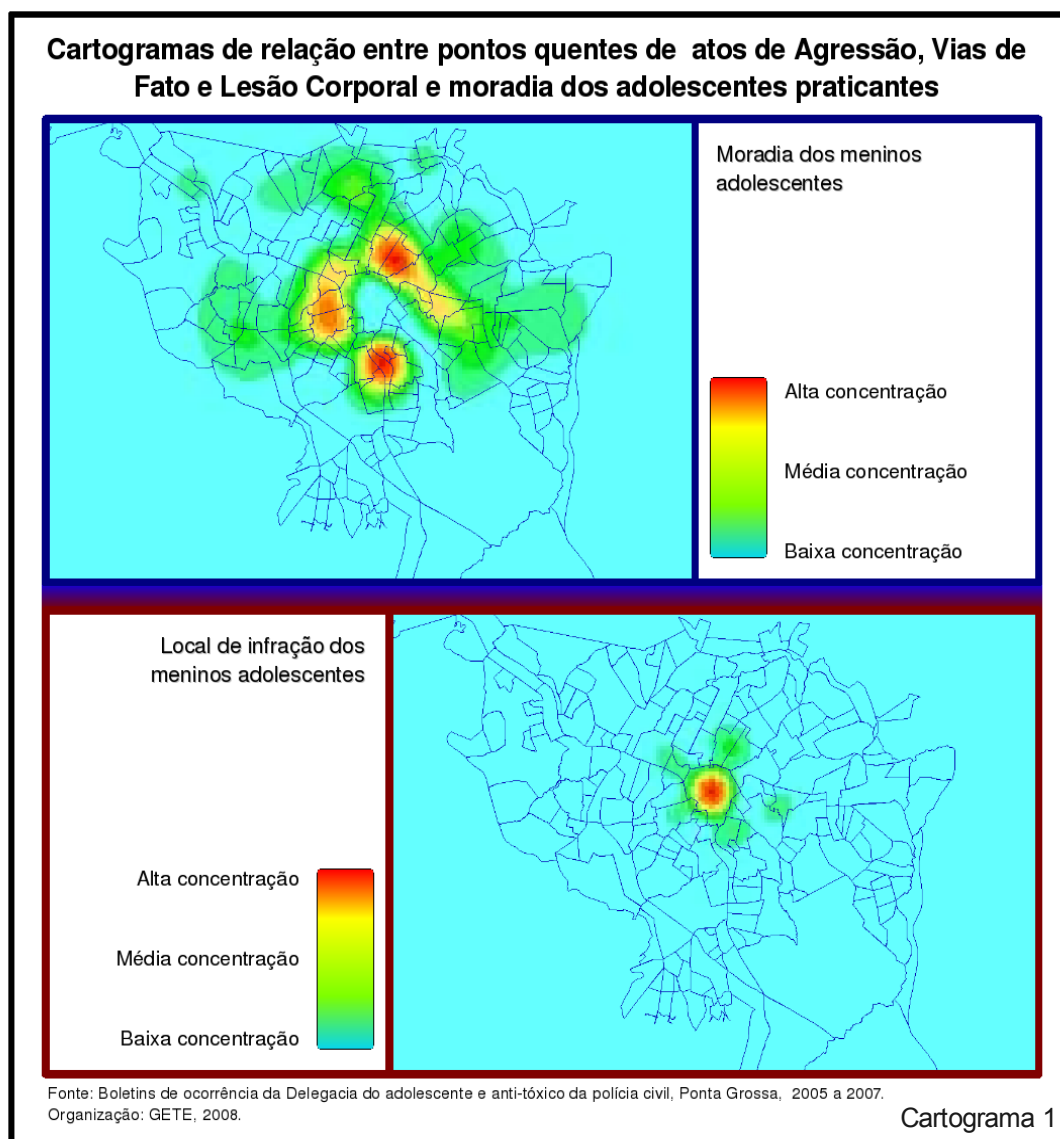 Cartogramas de relação entre pontos quentes de atos de Agressão, Vias de
Fato e Lesão Corporal e moradia dos adolescentes praticantes
Moradia dos meninos
adolescentes
Alta concentração
Média concentração
Baixa concentração
Local de infração dos
meninos adolescentes
Alta concentração
Média concentração
Baixa concentração
Fonte: Boletins de ocorrência da Delegacia do adolescente e anti-tóxico da polícia civil, Ponta Grossa, 2005 a 2007.
Organização: GETE, 2008.
Cartograma 1